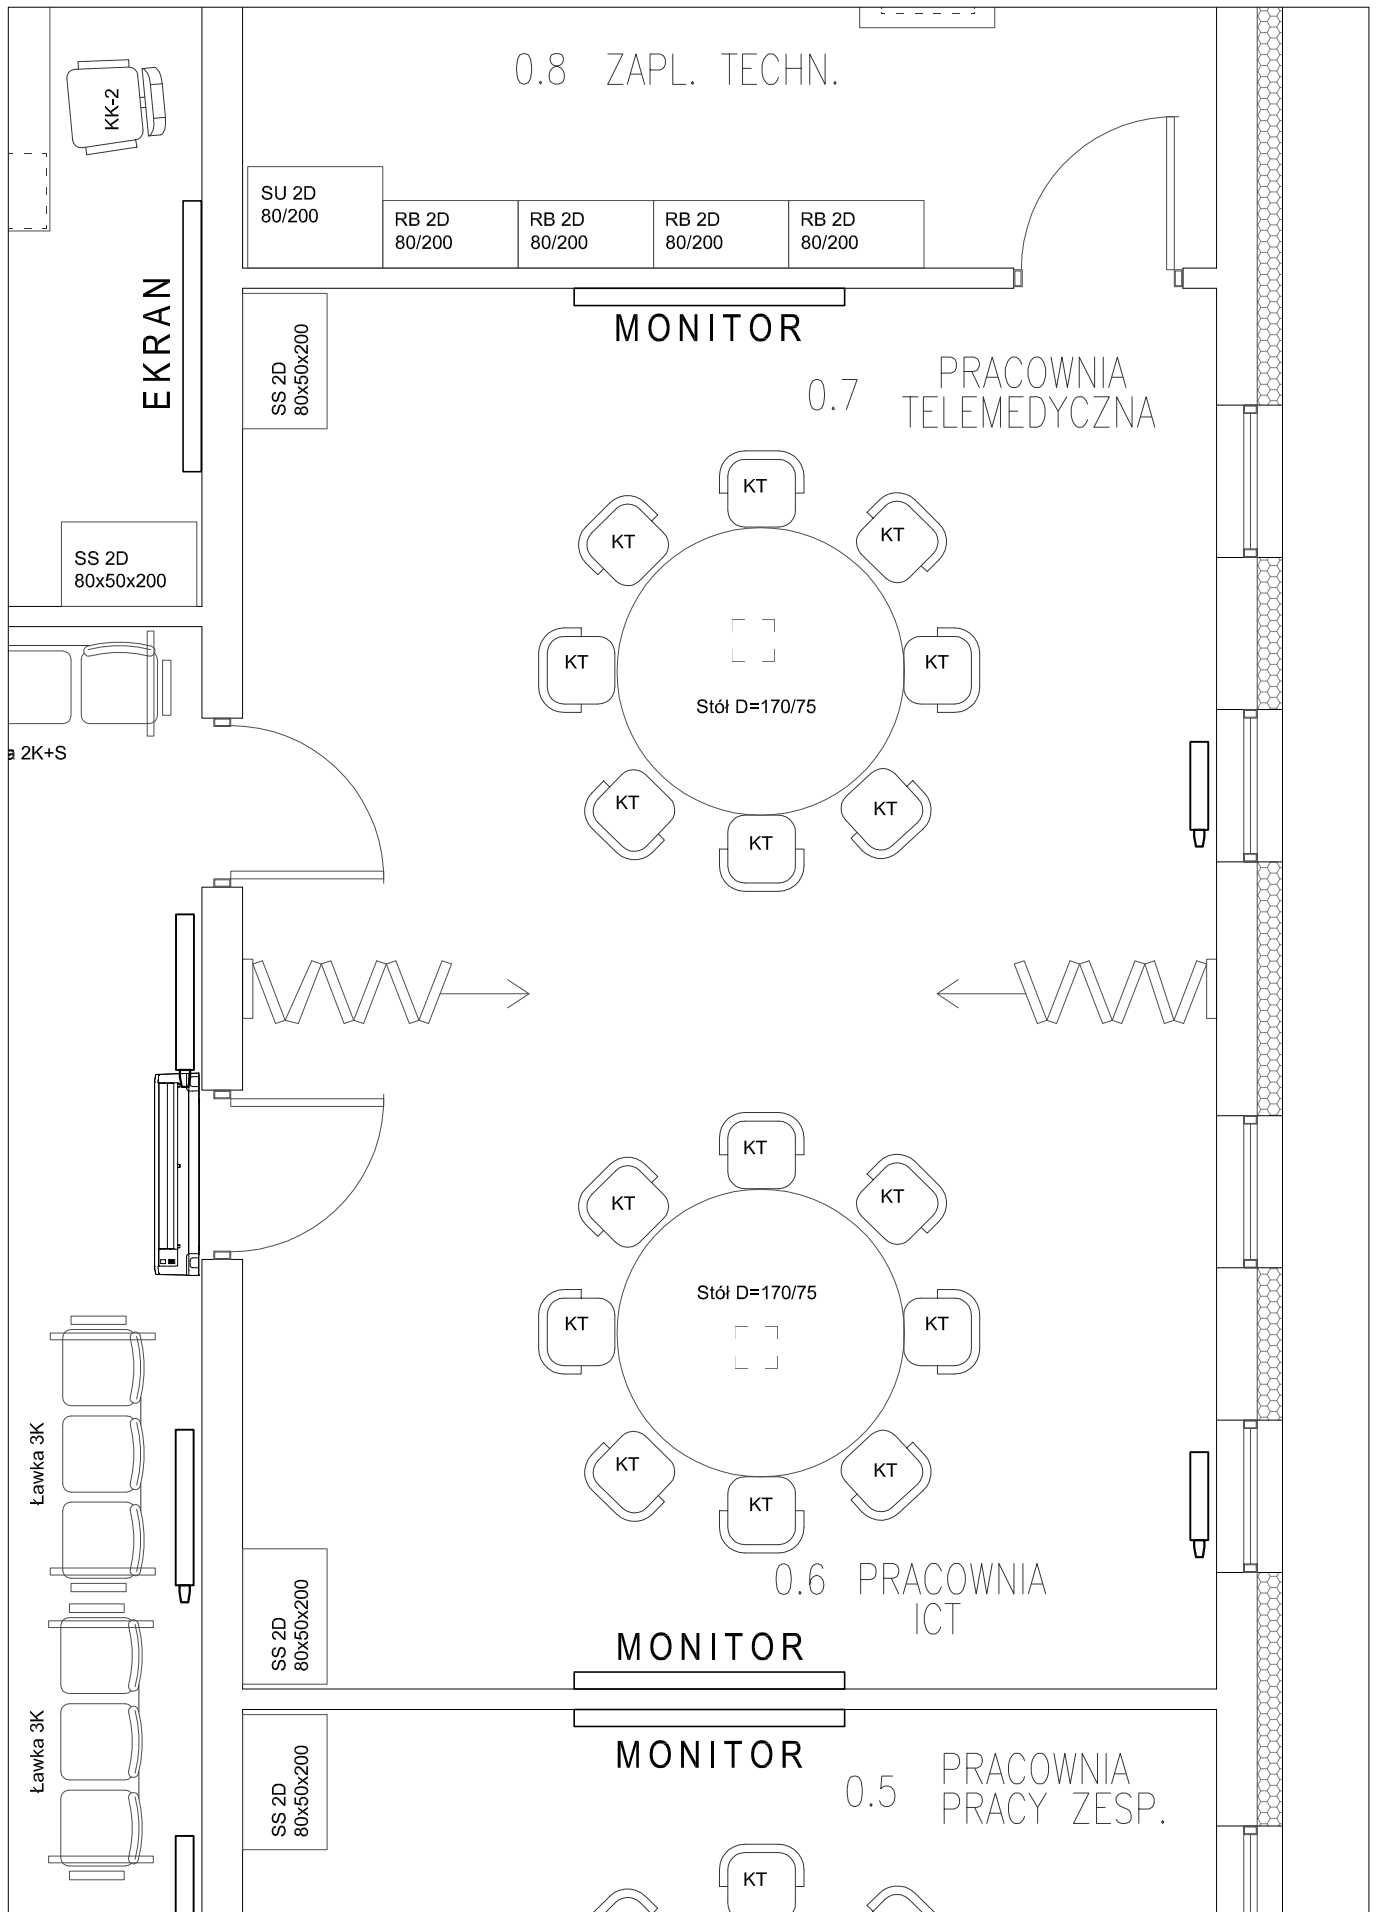 0.8 ZAPL. TECHN.
KK-2
SU 2D
80/200
RB 2D
80/200
RB 2D
80/200
RB 2D
80/200
RB 2D
80/200
EKRAN
MONITOR
SS 2D
80x50x200
0.7
PRACOWNIA
TELEMEDYCZNA
KT
KT
KT
SS 2D
80x50x200
KT
KT
Stół D=170/75
a 2K+S
KT
KT
KT
KT
KT
KT
Stół D=170/75
KT
KT
Ławka 3K
KT
KT
KT
0.6 PRACOWNIA
ICT
SS 2D
80x50x200
MONITOR
Ławka 3K
MONITOR
SS 2D
80x50x200
0.5
PRACOWNIA
PRACY ZESP.
KT